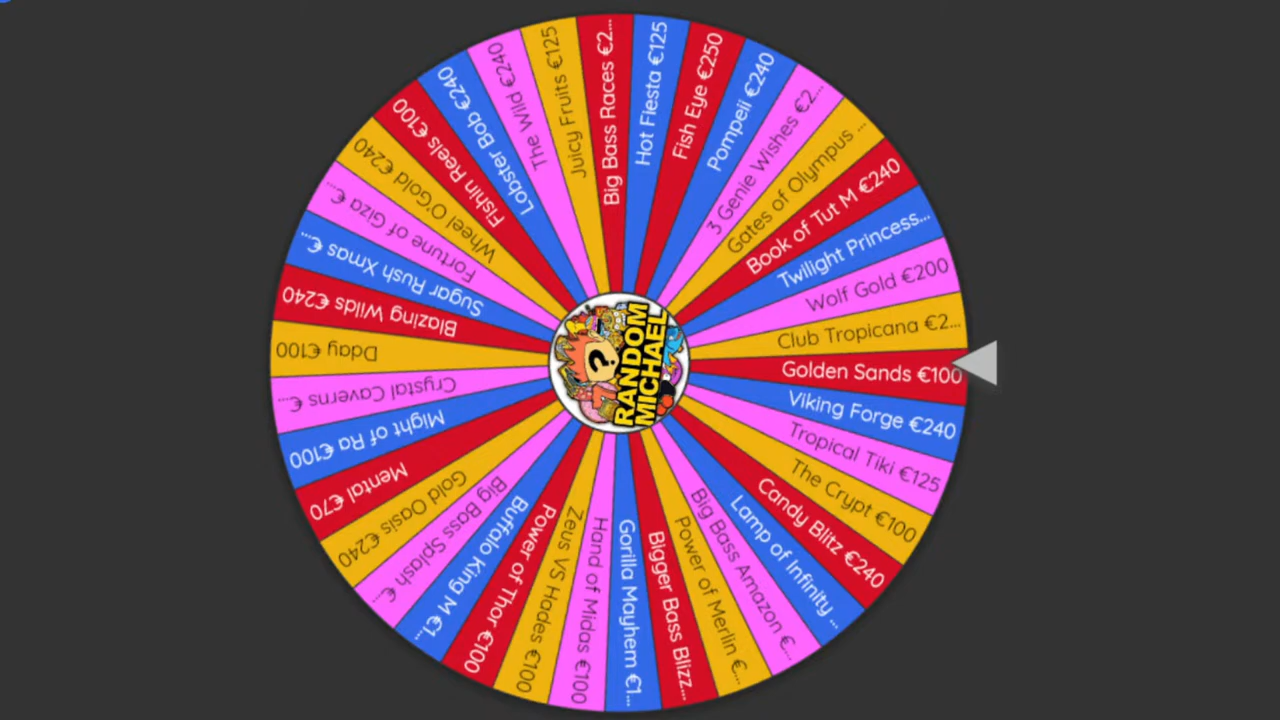 Big Bass Races €2...
Hot Fiesta €125
Fish Eye €250
Pompeii €240
3 Genie Wishes €2...
Gates of Olympus ...
Book of Tut M €240
Twilight Princess...
Wolf Gold €200
Club Tropicana €2...
Golden Sands €100
Viking Forge €240
Tropical Tiki €125
The Crypt €100
Candy Blitz €240
Lamp of Infinity ...
Big Bass Amazon €...
Power of Merlin €...
Bigger Bass Blizz...
Gorilla Mayhem €1...
Hand of Midas €100
Zeus VS Hades €100
Power of Thor €100
Buffalo King M €1...
Big Bass Splash €...
Gold Oasis €240
Mental €70
Might of Ra €100
Crystal Caverns €...
Dday €100
Blazing Wilds €240
Sugar Rush Xmas €...
Fortune of Giza €...
Wheel O'Gold €240
Fishin Reels €100
Lobster Bob €240
The Wild €240
Juicy Fruits €125
RANDOM
MICHAEL
?